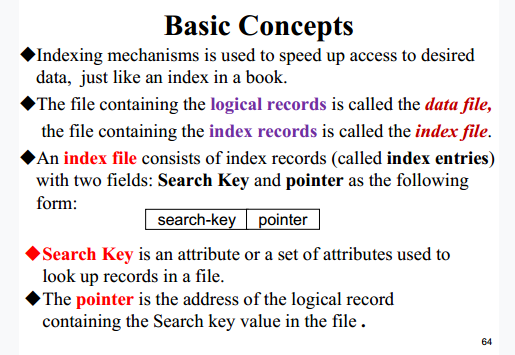 Basic Concepts
◆Indexing mechanisms is used to speed up access to desired
data, just like an index in a book.
◆The file containing the logical records is called the data file,
the file containing the index records is called the index file.
◆An index file consists of index records (called index entries)
with two fields: Search Key and pointer as the following
form:
search-key pointer
◆Search Key is an attribute or a set of attributes used to
look up records in a file.
◆The pointer is the address of the logical record
containing the Search key value in the file .
64